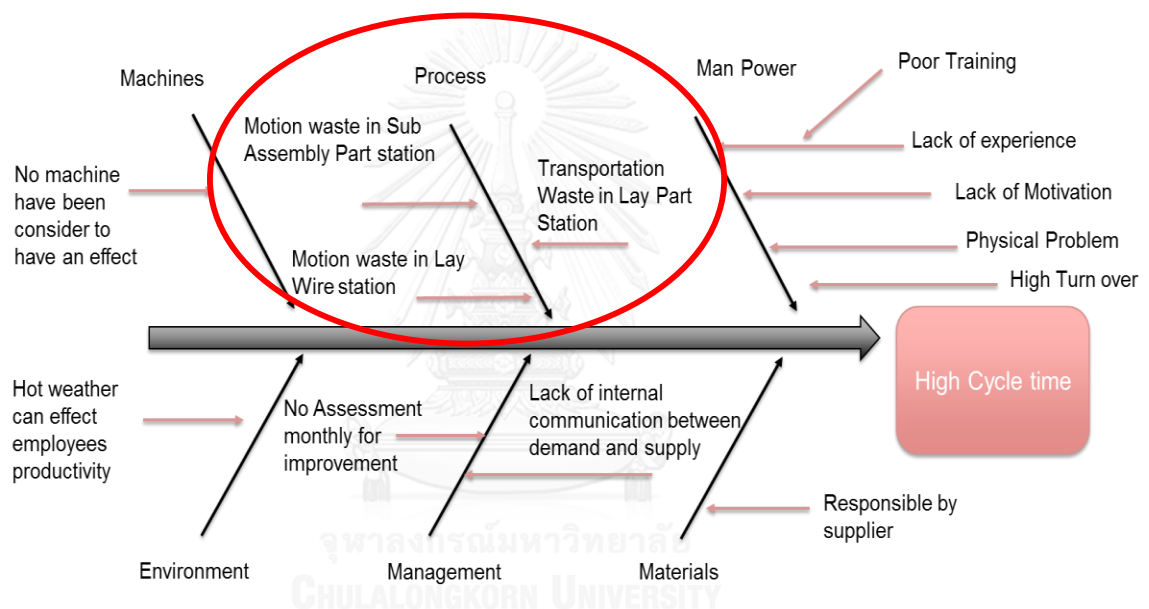 Machines
Process
Man Power
Poor Training
Motion waste in Sub
Assembly Part station
Lack of experience
Transportation
Waste in Lay Part
Station
No machine
have been
consider to
have an effect
Lack of Motivation
Physical Problem
Motion waste in Lay
Wire station
High Turn over
High Cycle time
Hot weather
can effect
employees
productivity
No Assessment
monthly for
improvement
Lack of internal
communication between
demand and supply
Responsible by
supplier
Environment
Management
Materials
จุฬาลงกรณ์มหาวิทยาลัย
CHULALONGKORN UNIVERSITY